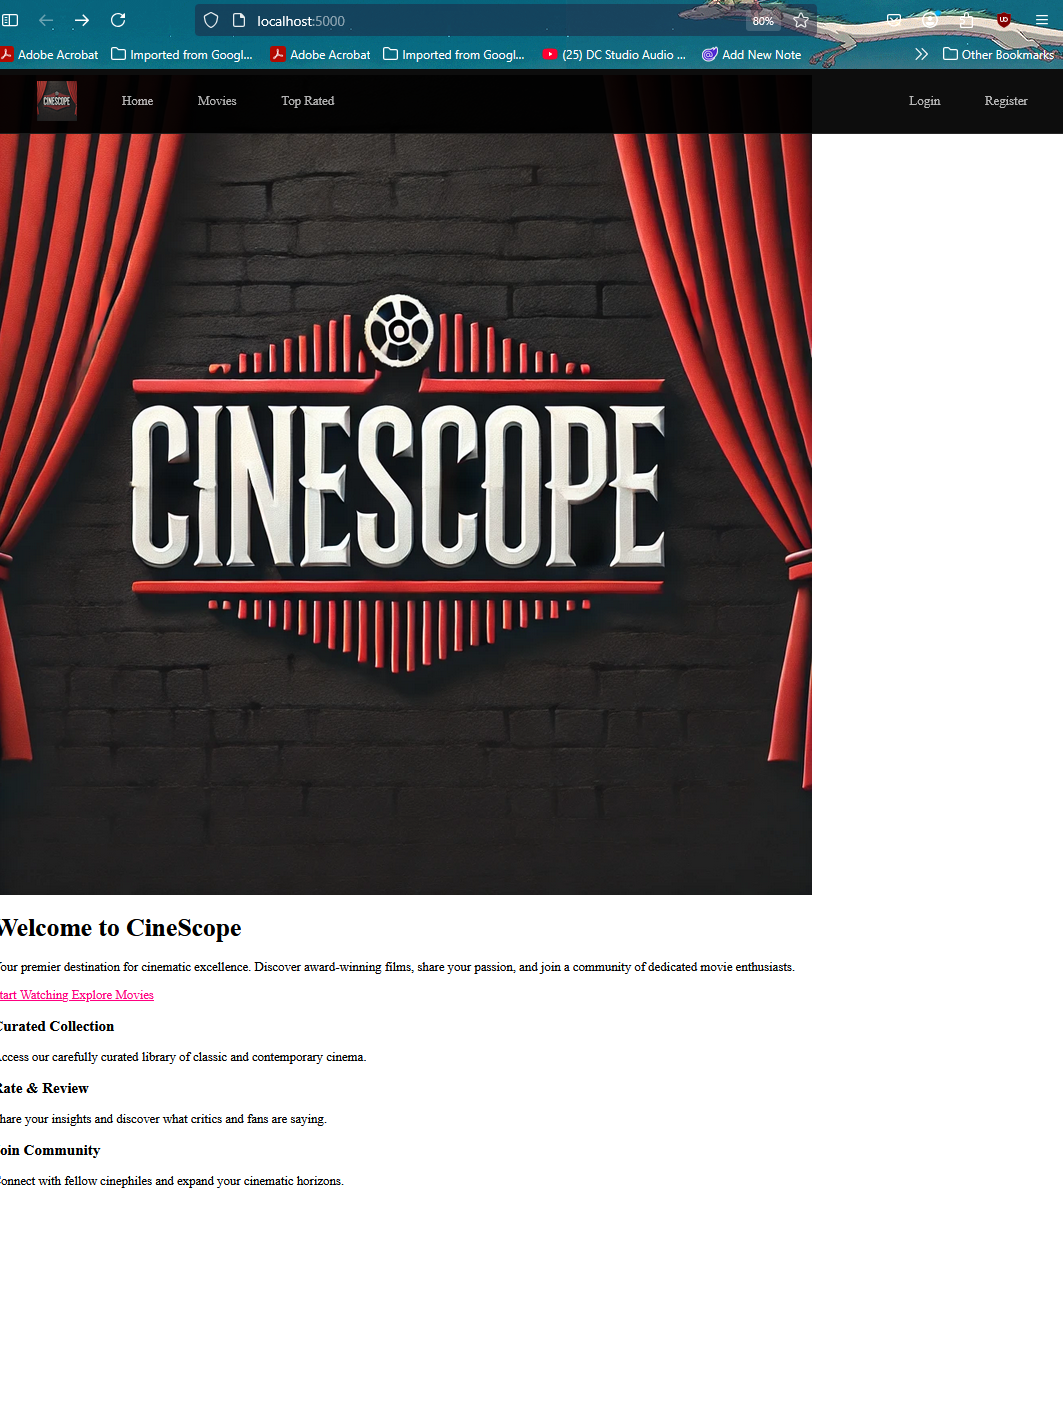 localhost:5000
80%
Adobe Acrobat
Imported from Googl...
Adobe Acrobat
Imported from Googl...
(25) DC Studio Audio ...
Add New Note
Other Bookmarks
CINESCOPE
Home
Movies
Top Rated
Login
Register
CINESCOPE
Welcome to CineScope
our premier destination for cinematic excellence. Discover award-winning films, share your passion, and join a community of dedicated movie enthusiasts.
tart Watching Explore Movies
Curated Collection
ccess our carefully curated library of classic and contemporary cinema.
Rate & Review
hare your insights and discover what critics and fans are saying.
oin Community
onnect with fellow cinephiles and expand your cinematic horizons.